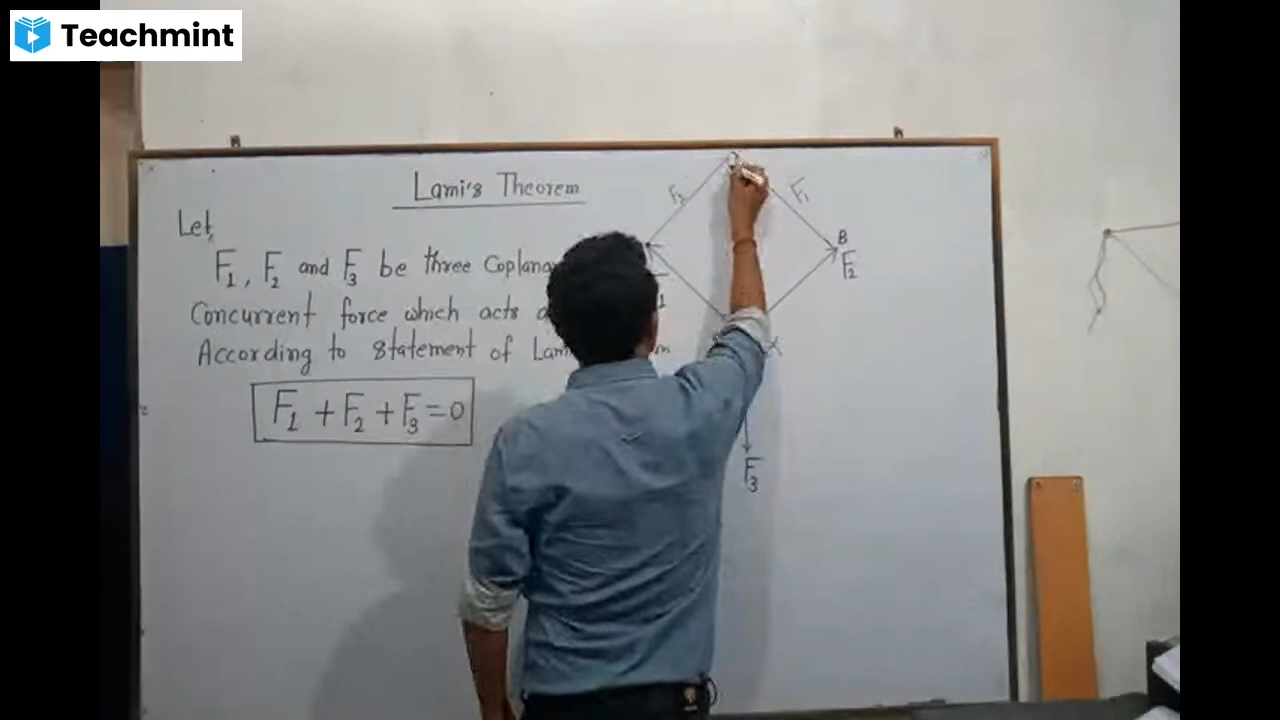 Teachmint
Lami's Theorem
Let,
F1, F2 and F3 be three Coplanar
Concurrent force which acts
According to statement of
F1 + F2 + F3 = 0
F2
F1
B
F2
α
F3